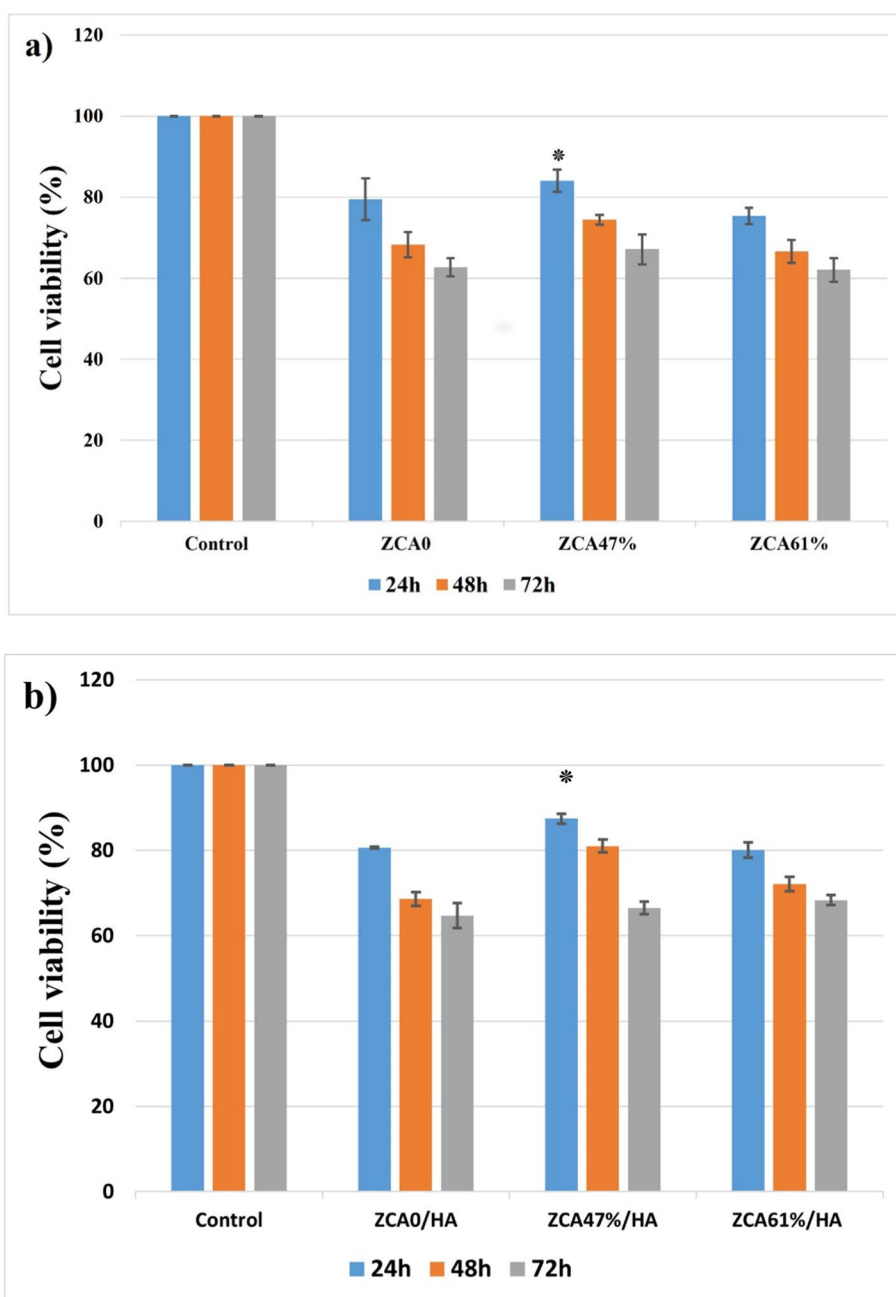 a)
120
100
80
60
40
20
0
Cell viability (%)
*
Control ZCA0 ZCA47% ZCA61%
24h 48h 72h
b)
120
100
80
60
40
20
0
Cell viability (%)
*
Control ZCA0/HA ZCA47%/HA ZCA61%/HA
24h 48h 72h